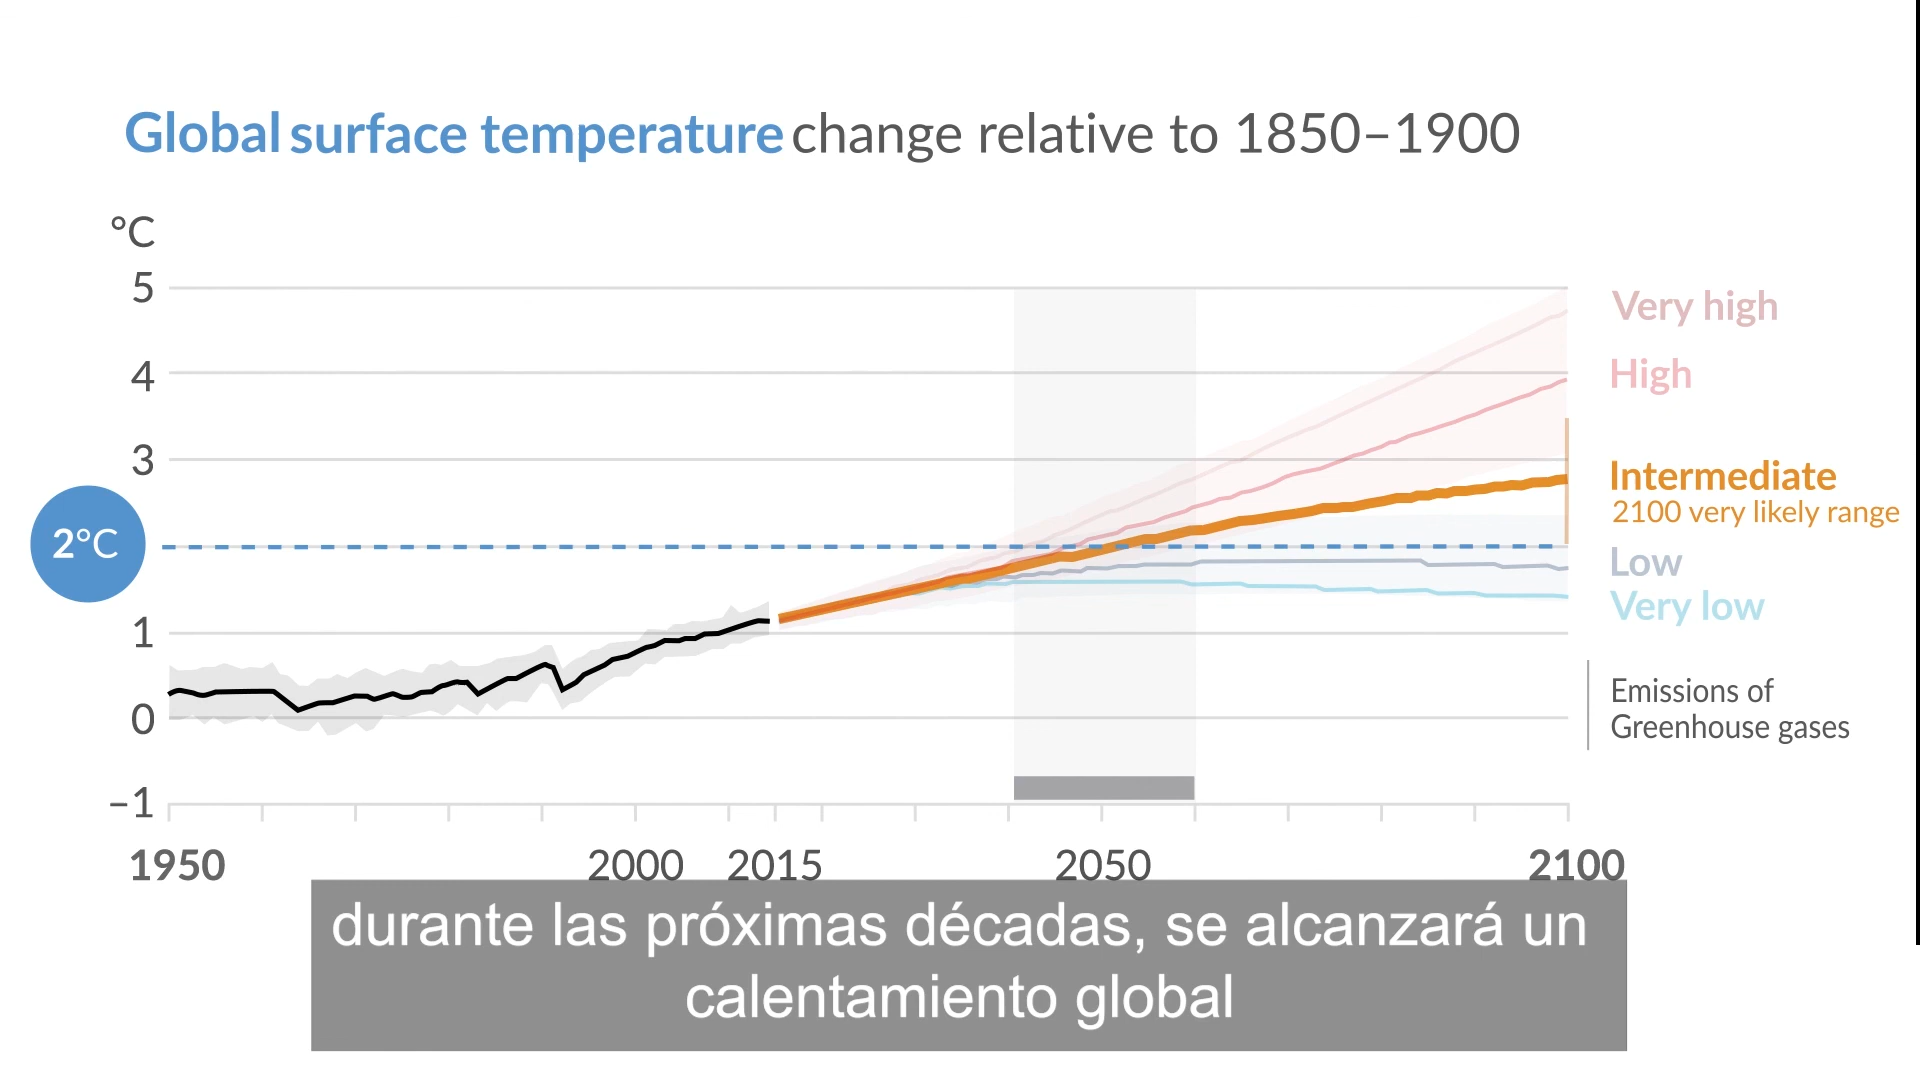 Global surface temperature change relative to 1850–1900
°C
5
4
3
2°C
1
0
–1
1950
2000
2015
2050
2100
Very high
High
Intermediate
2100 very likely range
Low
Very low
Emissions of
Greenhouse gases
durante las próximas décadas, se alcanzará un
calentamiento global